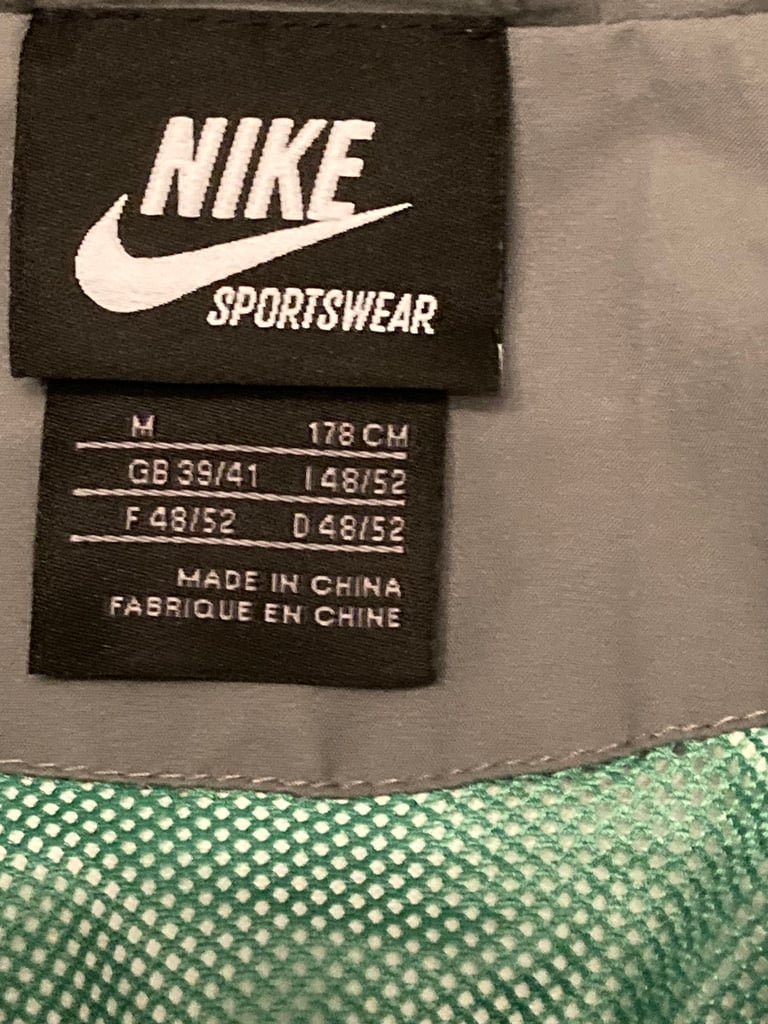 NIKE
SPORTSWEAR
M 178 CM
GB 39/41 I 48/52
F 48/52 D 48/52
MADE IN CHINA
FABRIQUE EN CHINE